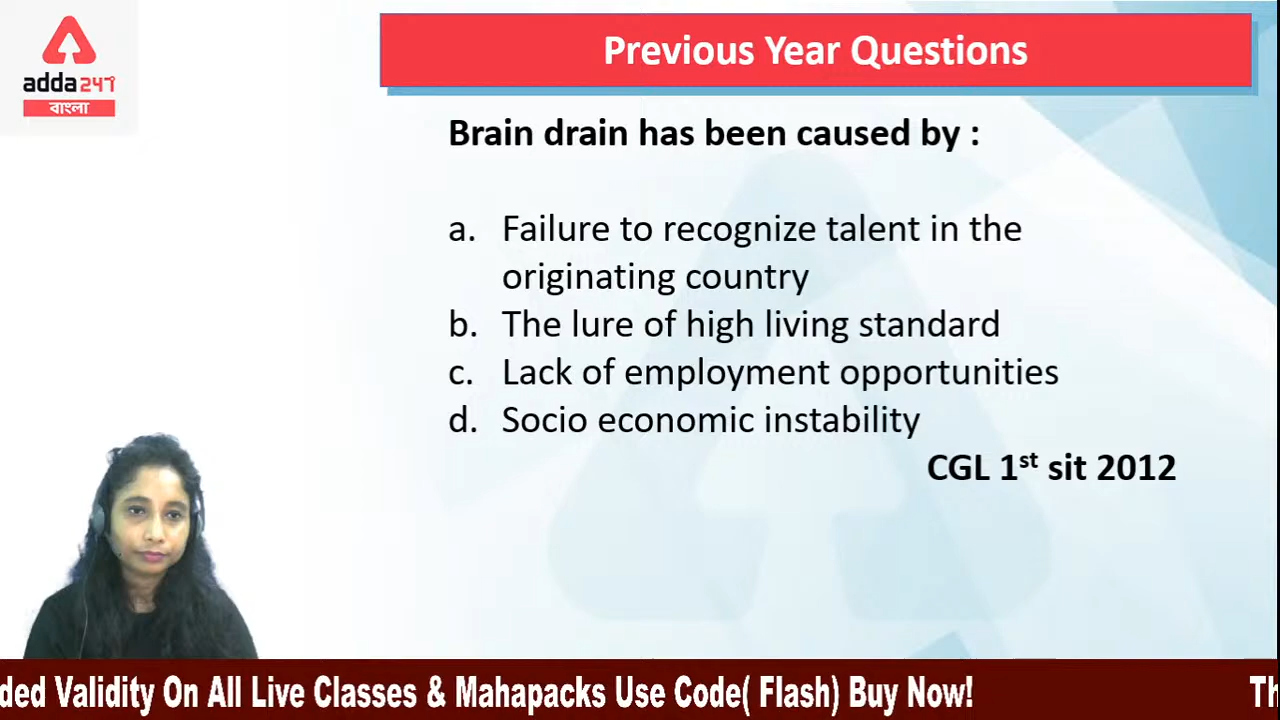 adda247
বাংলা
Previous Year Questions
Brain drain has been caused by :
a. Failure to recognize talent in the
originating country
b. The lure of high living standard
c. Lack of employment opportunities
d. Socio economic instability
CGL 1st sit 2012
ded Validity On All Live Classes & Mahapacks Use Code( Flash) Buy Now! Th